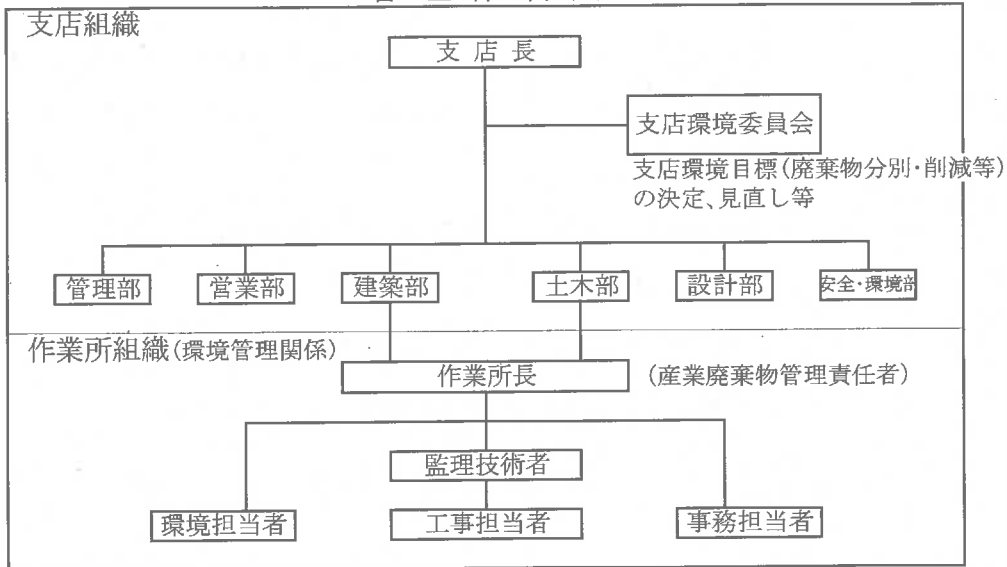 支店組織
支店長
支店環境委員会
支店環境目標(廃棄物分別・削減等)
の決定、見直し等
管理部
営業部
建築部
土木部
設計部
安全・環境部
作業所組織(環境管理関係)
作業所長
(産業廃棄物管理責任者)
監理技術者
環境担当者
工事担当者
事務担当者